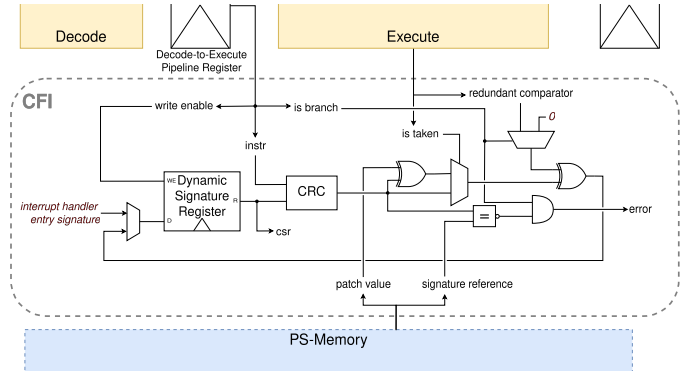 Decode
Decode-to-Execute
Pipeline Register
Execute
CFI
write enable
is branch
redundant comparator
0
is taken
instr
WE
Dynamic
Signature
Register
R
D
CRC
interrupt handler
entry signature
=
csr
error
patch value
signature reference
PS-Memory